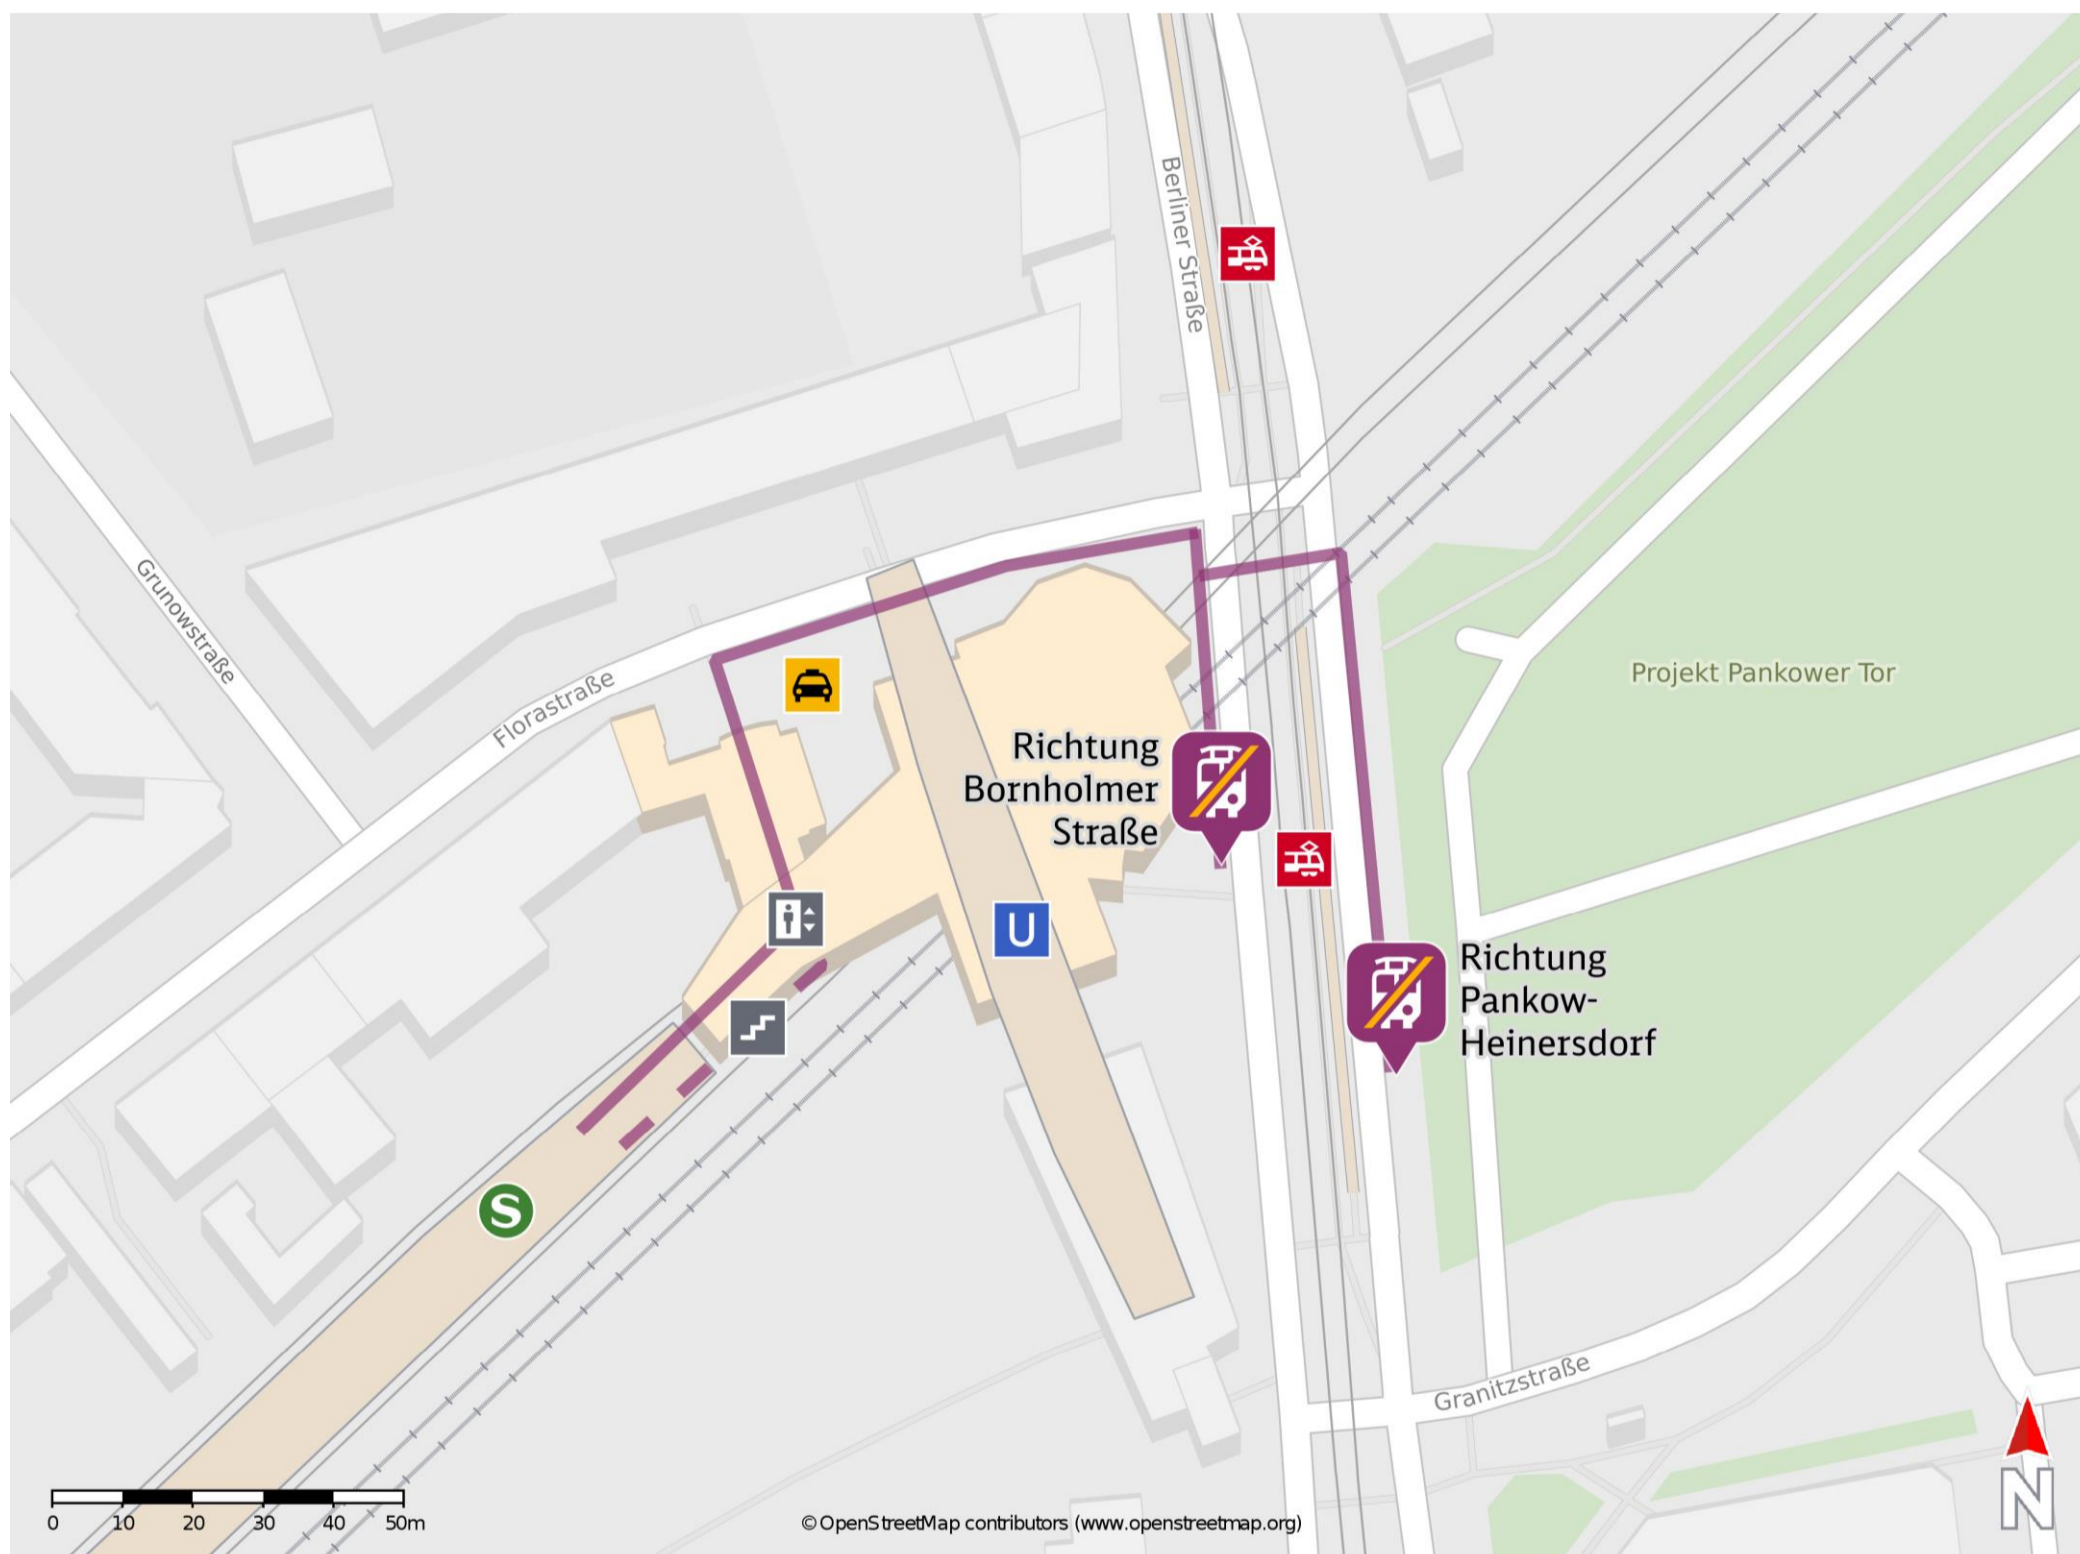 Berliner Straße
Grunowstraße
Florastraße
Projekt Pankower Tor
Richtung
Bornholmer
Straße
U
Richtung
Pankow-
Heinersdorf
S
Granitzstraße
0 10 20 30 40 50m
© OpenStreetMap contributors (www.openstreetmap.org)
N